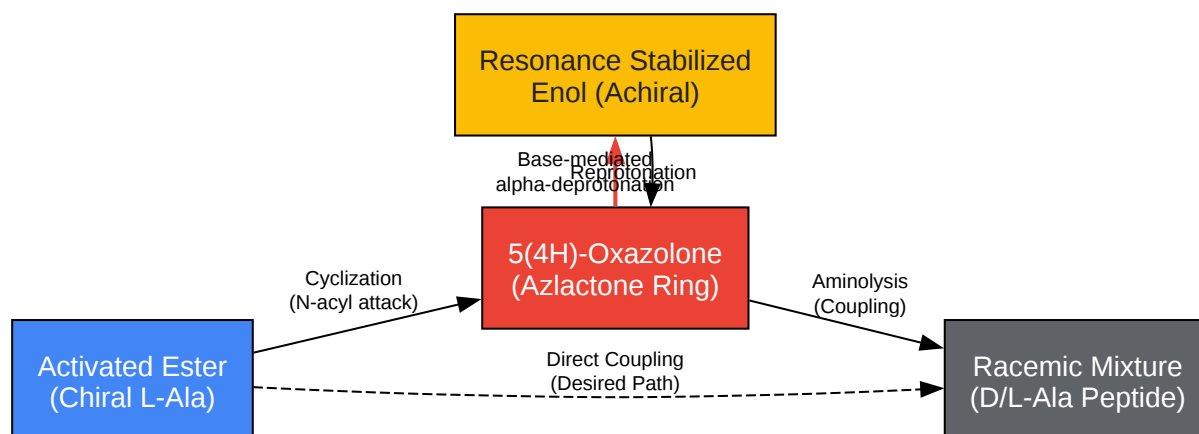 Resonance Stabilized
Enol (Achiral)
Base-mediated
alpha-deprotonation
Reprotonation
5(4H)-Oxazolone
(Azlactone Ring)
Cyclization
(N-acyl attack)
Aminolysis
(Coupling)
Activated Ester
(Chiral L-Ala)
Direct Coupling
(Desired Path)
Racemic Mixture
(D/L-Ala Peptide)